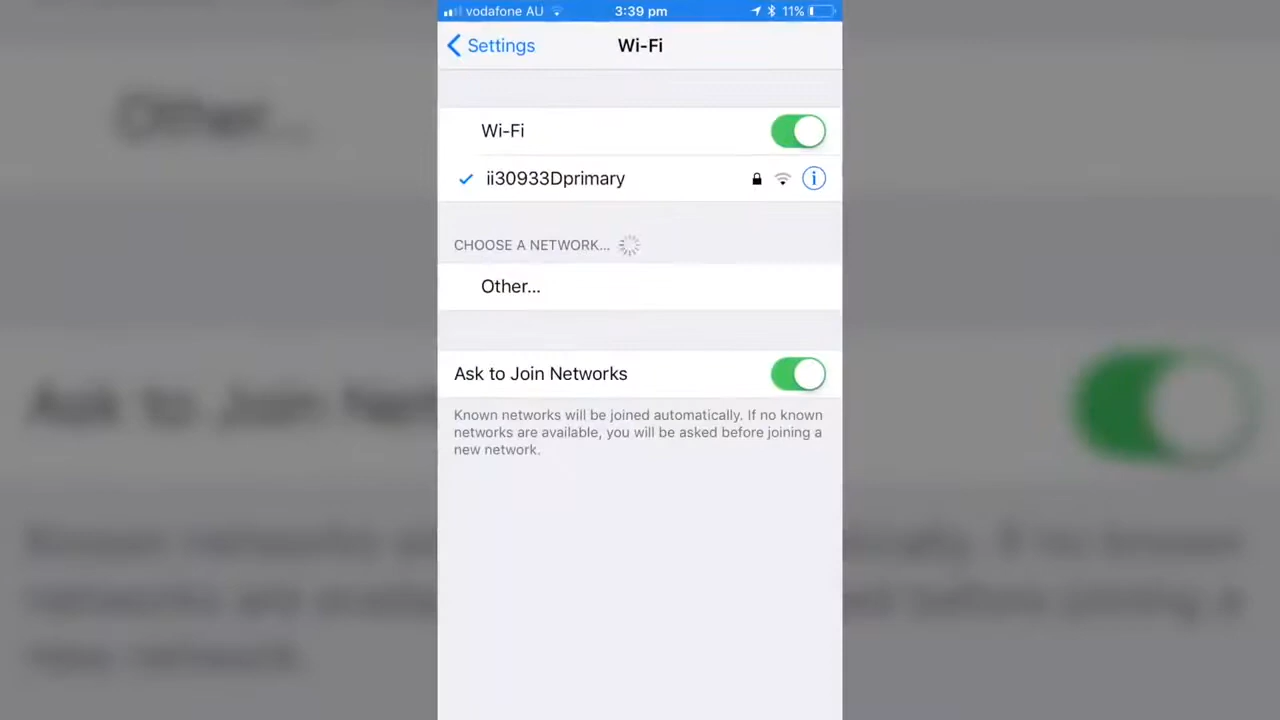 vodafone AU 3:39 pm 11%
Settings Wi-Fi
Wi-Fi
ii30933Dprimary
CHOOSE A NETWORK...
Other...
Ask to Join Networks
Known networks will be joined automatically. If no known
networks are available, you will be asked before joining a
new network.